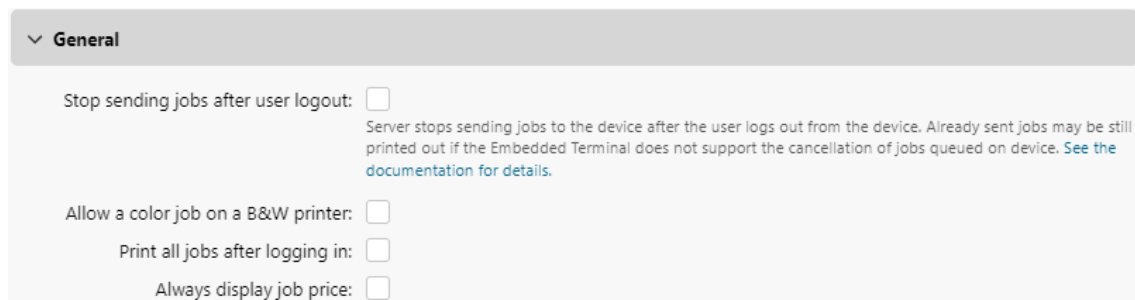 General
Stop sending jobs after user logout:
Server stops sending jobs to the device after the user logs out from the device. Already sent jobs may be still
printed out if the Embedded Terminal does not support the cancellation of jobs queued on device. See the
documentation for details.
Allow a color job on a B&W printer:
Print all jobs after logging in:
Always display job price: